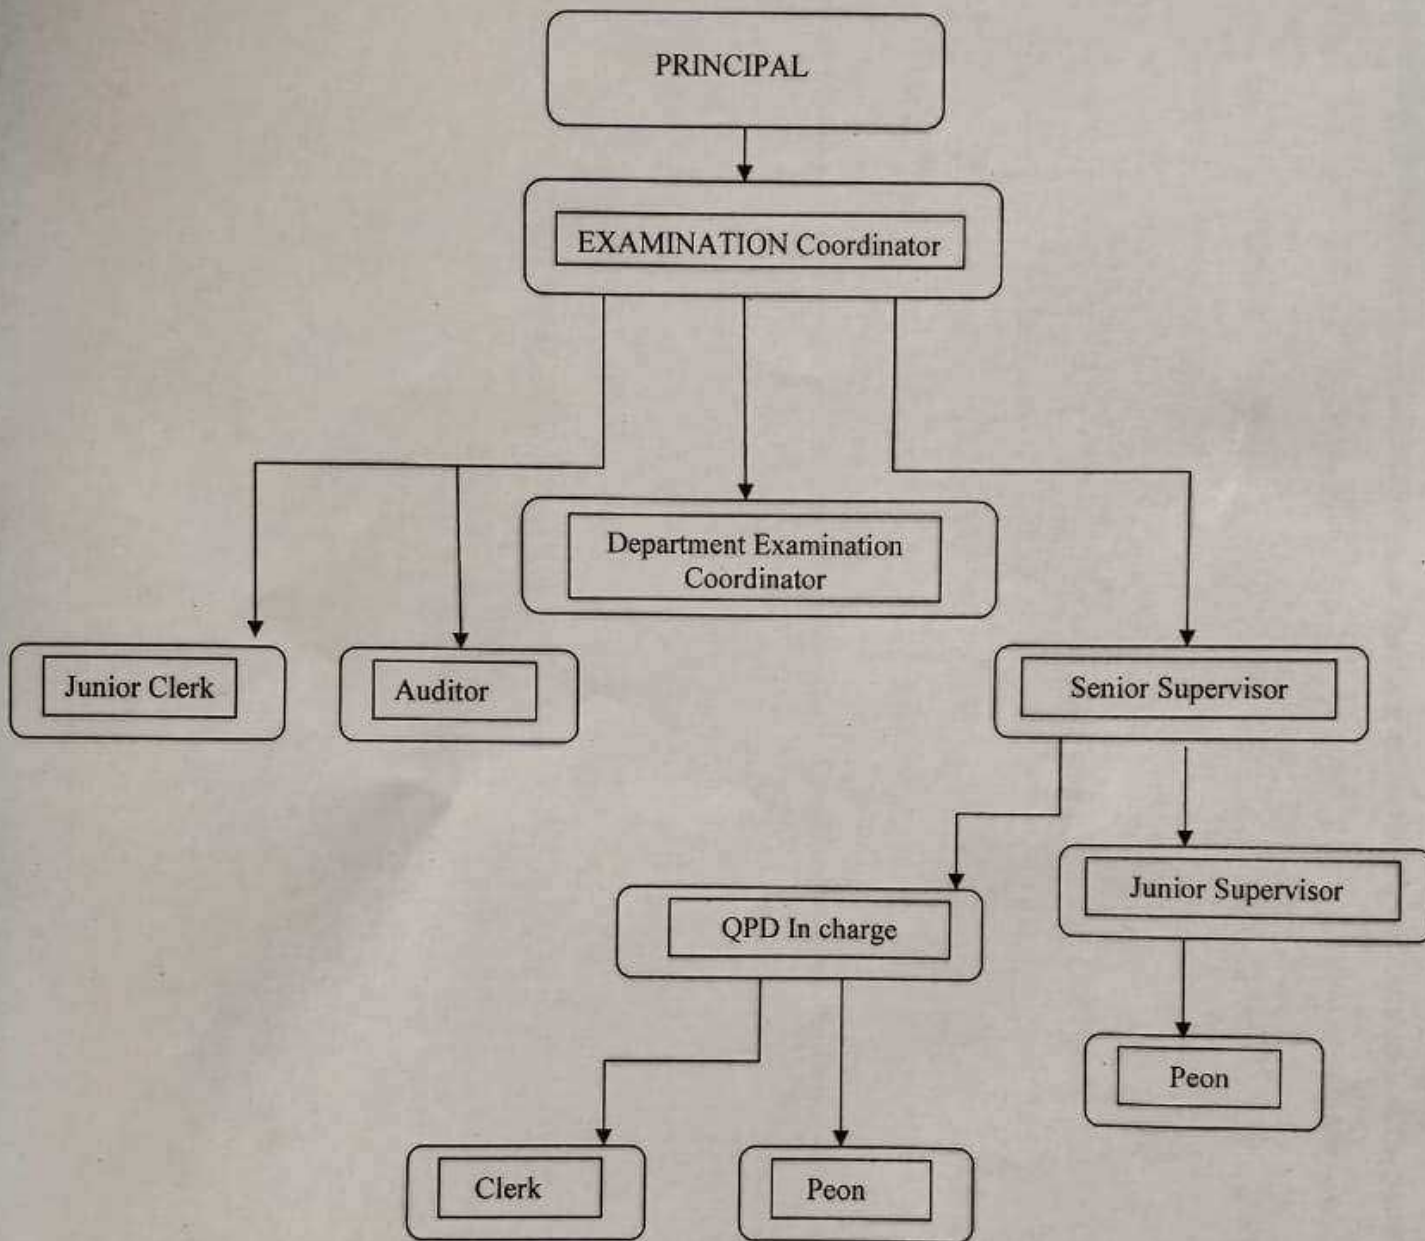 PRINCIPAL
EXAMINATION Coordinator
Department Examination
Coordinator
Junior Clerk
Auditor
Senior Supervisor
Junior Supervisor
QPD In charge
Peon
Clerk
Peon